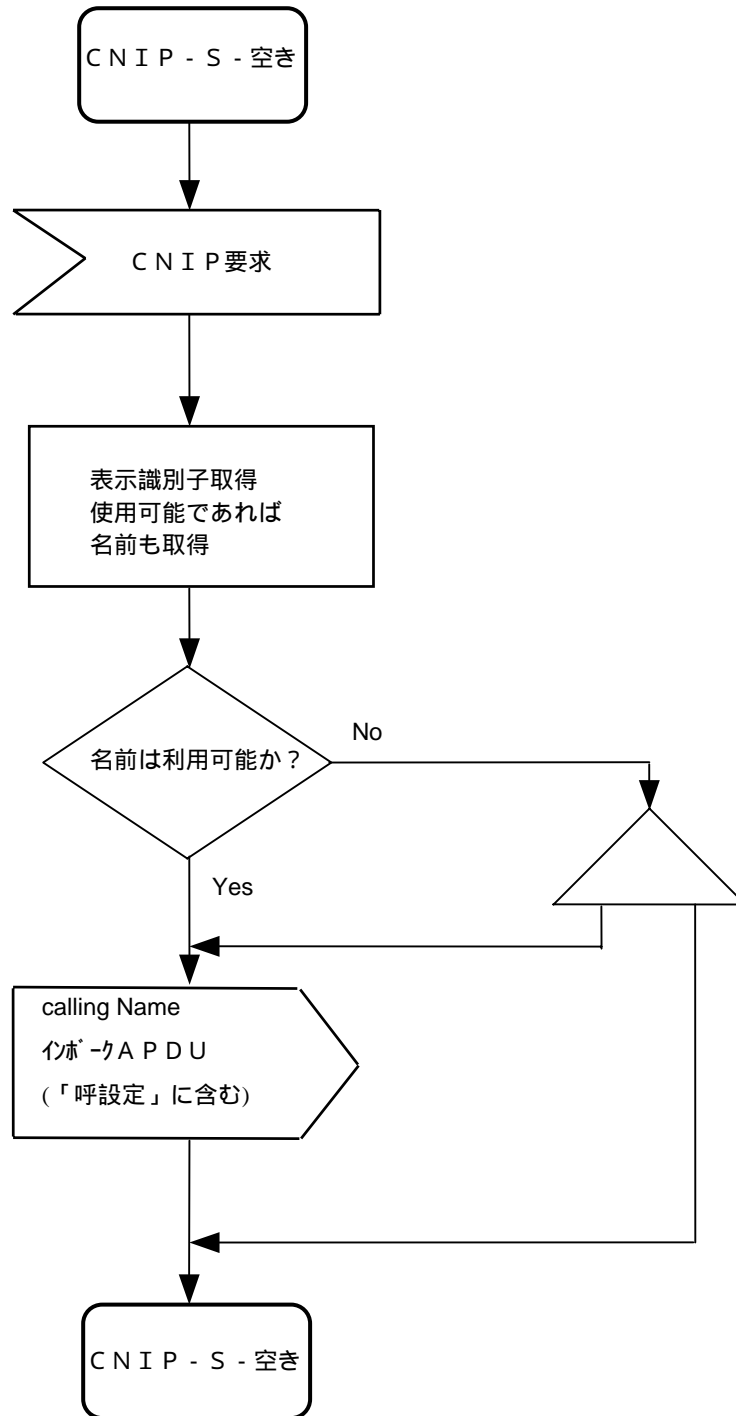 ＣＮＩＰ - Ｓ - 空き
ＣＮＩＰ要求
表示識別子取得
使用可能であれば
名前も取得
名前は利用可能か？
No
Yes
calling Name
ｲﾝﾎﾞｰｸＡＰＤＵ
(「呼設定」に含む)
ＣＮＩＰ - Ｓ - 空き